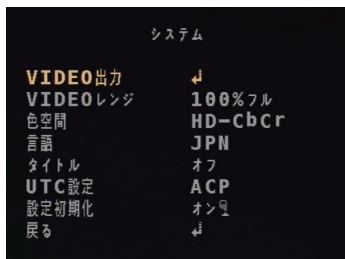 システム
VIDEO出力 ↲
VIDEOレンジ 100%フル
色空間 HD-CbCr
言語 JPN
タイトル オフ
UTC設定 ACP
設定初期化 オン
戻る ↲